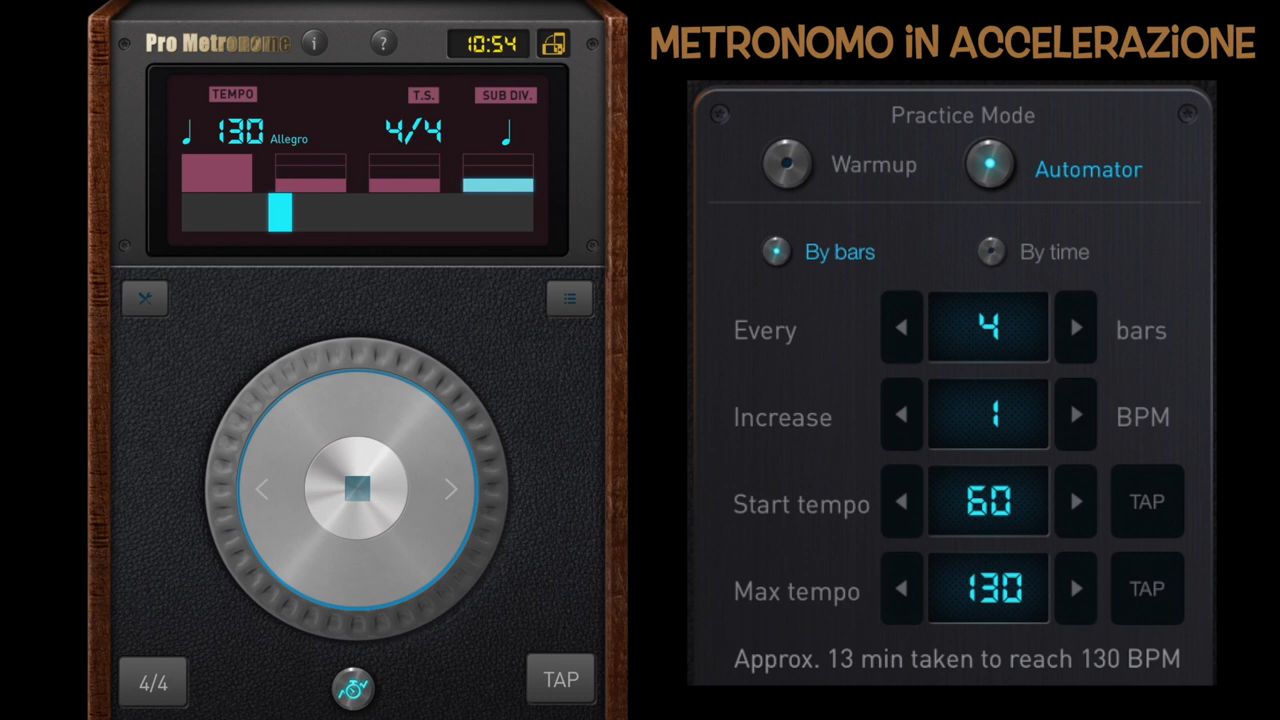 Pro Metronome
i
?
10:54
TEMPO
T.S.
SUB DIV.
130 Allegro
4/4
4/4
TAP
METRONOMO iN ACCELERAZiONE
Practice Mode
Warmup
Automator
By bars
By time
Every 4 bars
Increase 1 BPM
Start tempo 60 TAP
Max tempo 130 TAP
Approx. 13 min taken to reach 130 BPM